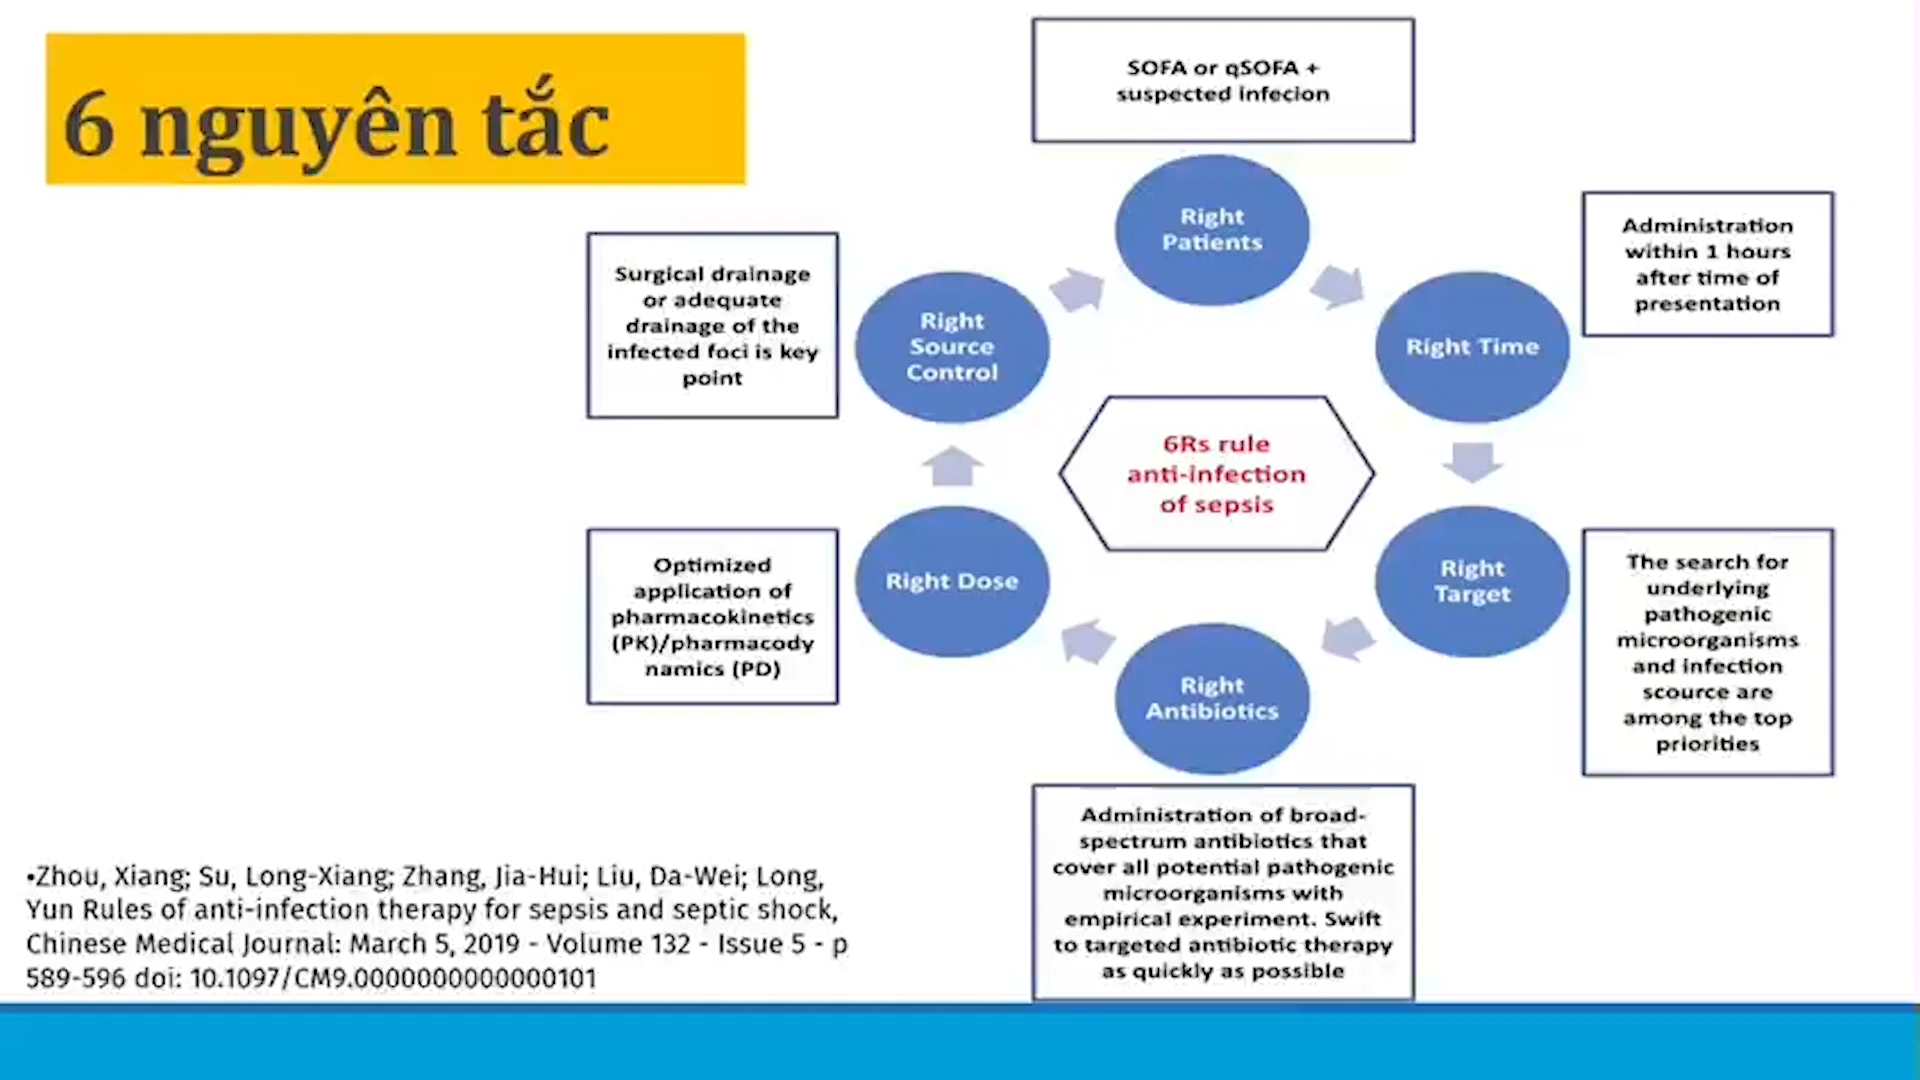 6 nguyên tắc
SOFA or qSOFA +
suspected infecion
Right
Patients
Administration
within 1 hours
after time of
presentation
Right Time
Surgical drainage
or adequate
drainage of the
infected foci is key
point
Right
Source
Control
6Rs rule
anti-infection
of sepsis
Optimized
application of
pharmacokinetics
(PK)/pharmacody
namics (PD)
Right Dose
Right
Target
The search for
underlying
pathogenic
microorganisms
and infection
scource are
among the top
priorities
Right
Antibiotics
Administration of broad-
spectrum antibiotics that
cover all potential pathogenic
microorganisms with
empirical experiment. Swift
to targeted antibiotic therapy
as quickly as possible
•Zhou, Xiang; Su, Long-Xiang; Zhang, Jia-Hui; Liu, Da-Wei; Long,
Yun Rules of anti-infection therapy for sepsis and septic shock,
Chinese Medical Journal: March 5, 2019 - Volume 132 - Issue 5 - p
589-596 doi: 10.1097/CM9.0000000000000101